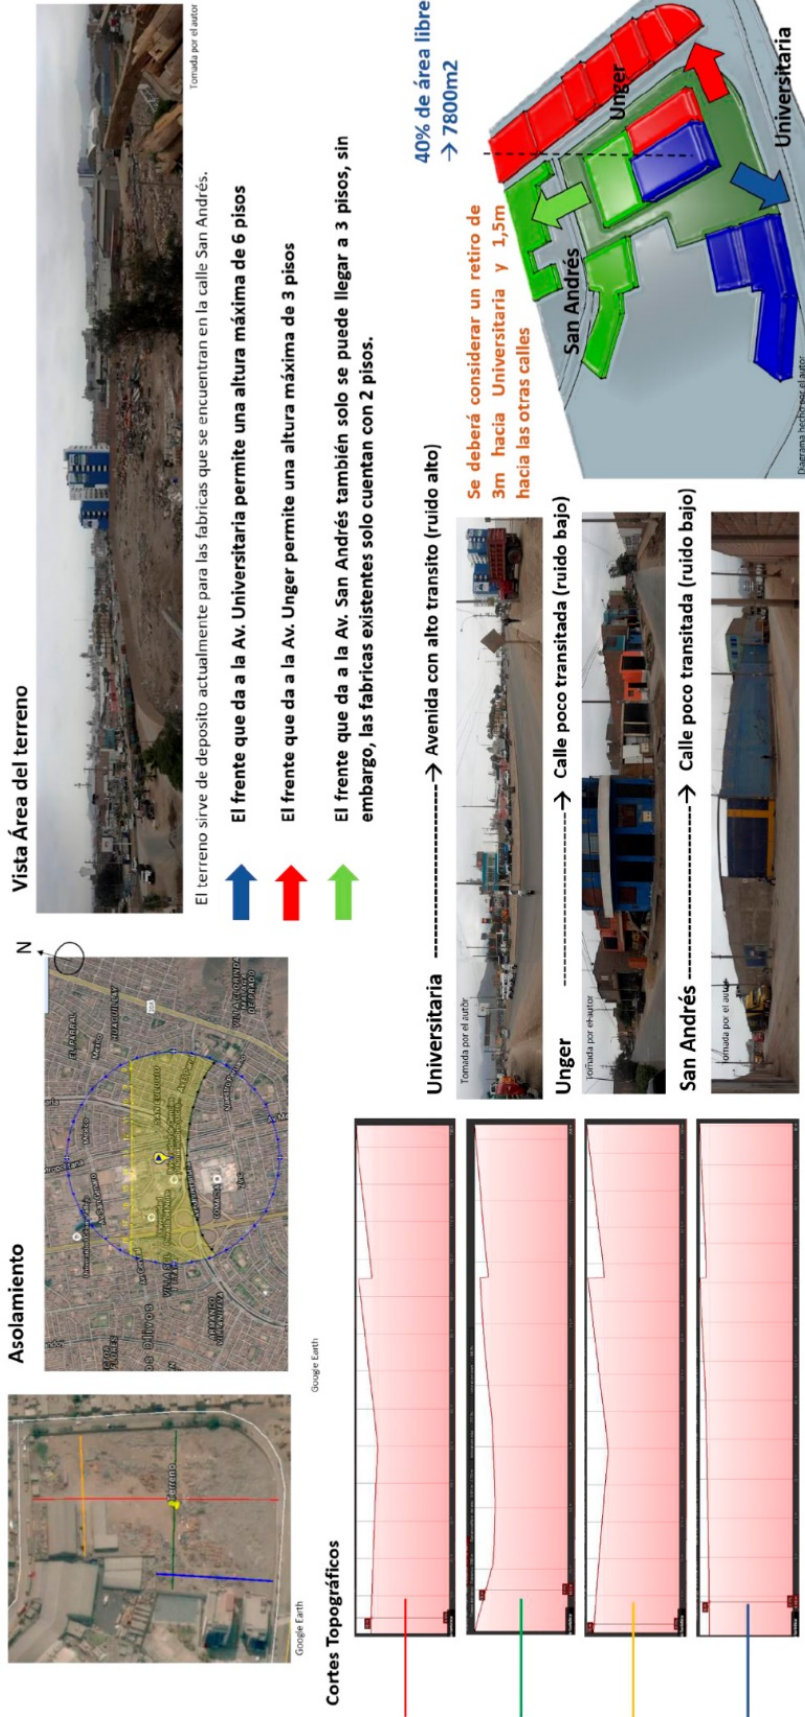 Asolamiento
N
Google Earth
Google Earth
Terreno
Vista Área del terreno
Tomada por el autor
El terreno sirve de deposito actualmente para las fabricas que se encuentran en la calle San Andrés.
El frente que da a la Av. Universitaria permite una altura máxima de 6 pisos
El frente que da a la Av. Unger permite una altura máxima de 3 pisos
El frente que da a la Av. San Andrés también solo se puede llegar a 3 pisos, sin
embargo, las fabricas existentes solo cuentan con 2 pisos.
Cortes Topográficos
Universitaria ------------------→ Avenida con alto transito (ruido alto)
Tomada por el autor
Unger ------------------→ Calle poco transitada (ruido bajo)
Tomada por el autor
San Andrés ------------------→ Calle poco transitada (ruido bajo)
Tomada por el autor
Se deberá considerar un retiro de
3m hacia Universitaria y 1,5m
hacia las otras calles
40% de área libre
→ 7800m2
Unger
San Andrés
Universitaria
Diagrama hecho por el autor